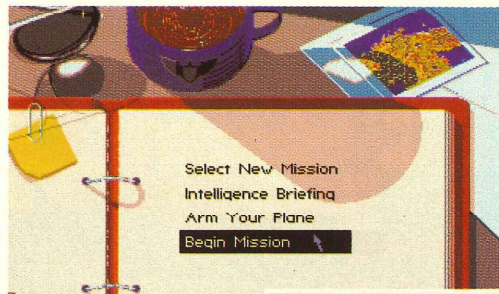 Select New Mission
Intelligence Briefing
Arm Your Plane
Begin Mission